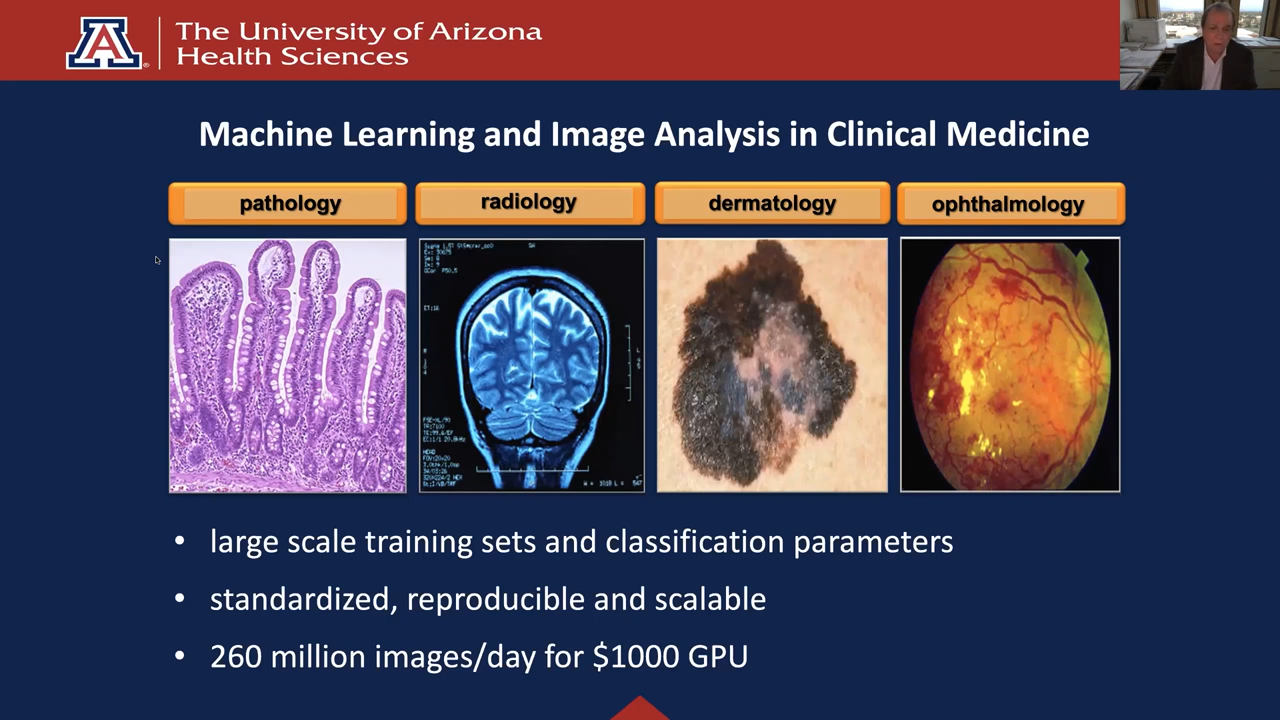 The University of Arizona
Health Sciences
Machine Learning and Image Analysis in Clinical Medicine
pathology
radiology
dermatology
ophthalmology
• large scale training sets and classification parameters
• standardized, reproducible and scalable
• 260 million images/day for $1000 GPU